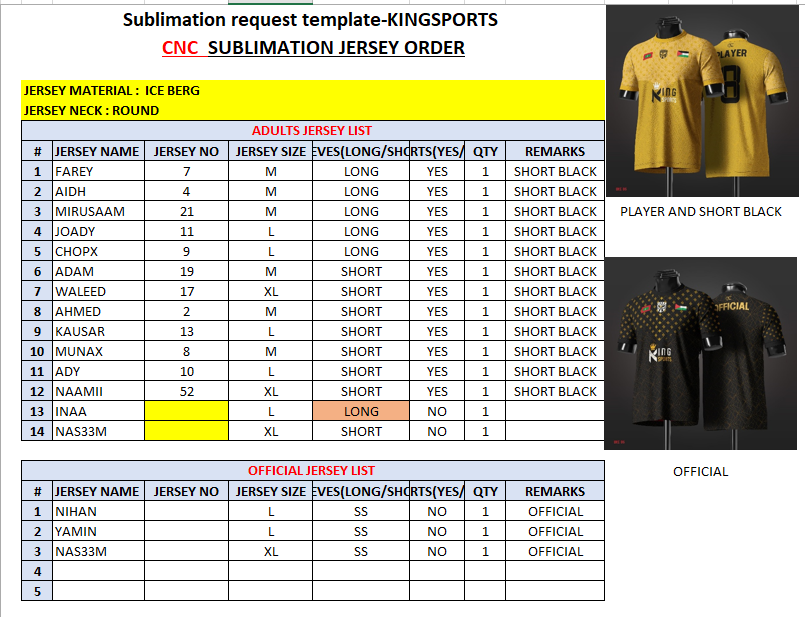 Sublimation request template-KINGSPORTS
CNC SUBLIMATION JERSEY ORDER
JERSEY MATERIAL : ICE BERG
JERSEY NECK : ROUND
ADULTS JERSEY LIST
# JERSEY NAME JERSEY NO JERSEY SIZE EVES(LONG/SHO RTS(YES/ QTY REMARKS
1 FAREY 7 M LONG YES 1 SHORT BLACK
2 AIDH 4 M LONG YES 1 SHORT BLACK
3 MIRUSAAM 21 M LONG YES 1 SHORT BLACK
4 JOADY 11 L LONG YES 1 SHORT BLACK
5 CHOPX 9 L LONG YES 1 SHORT BLACK
6 ADAM 19 M SHORT YES 1 SHORT BLACK
7 WALEED 17 XL SHORT YES 1 SHORT BLACK
8 AHMED 2 M SHORT YES 1 SHORT BLACK
9 KAUSAR 13 L SHORT YES 1 SHORT BLACK
10 MUNAX 8 M SHORT YES 1 SHORT BLACK
11 ADY 10 L SHORT YES 1 SHORT BLACK
12 NAAMII 52 XL SHORT YES 1 SHORT BLACK
13 INAA L LONG NO 1
14 NAS33M XL SHORT NO 1
OFFICIAL JERSEY LIST
# JERSEY NAME JERSEY NO JERSEY SIZE EVES(LONG/SHO RTS(YES/ QTY REMARKS
1 NIHAN L SS NO 1 OFFICIAL
2 YAMIN L SS NO 1 OFFICIAL
3 NAS33M XL SS NO 1 OFFICIAL
4
5
PLAYER
8
KING
SPORTS
PLAYER AND SHORT BLACK
OFFICIAL
KING
SPORTS
OFFICIAL